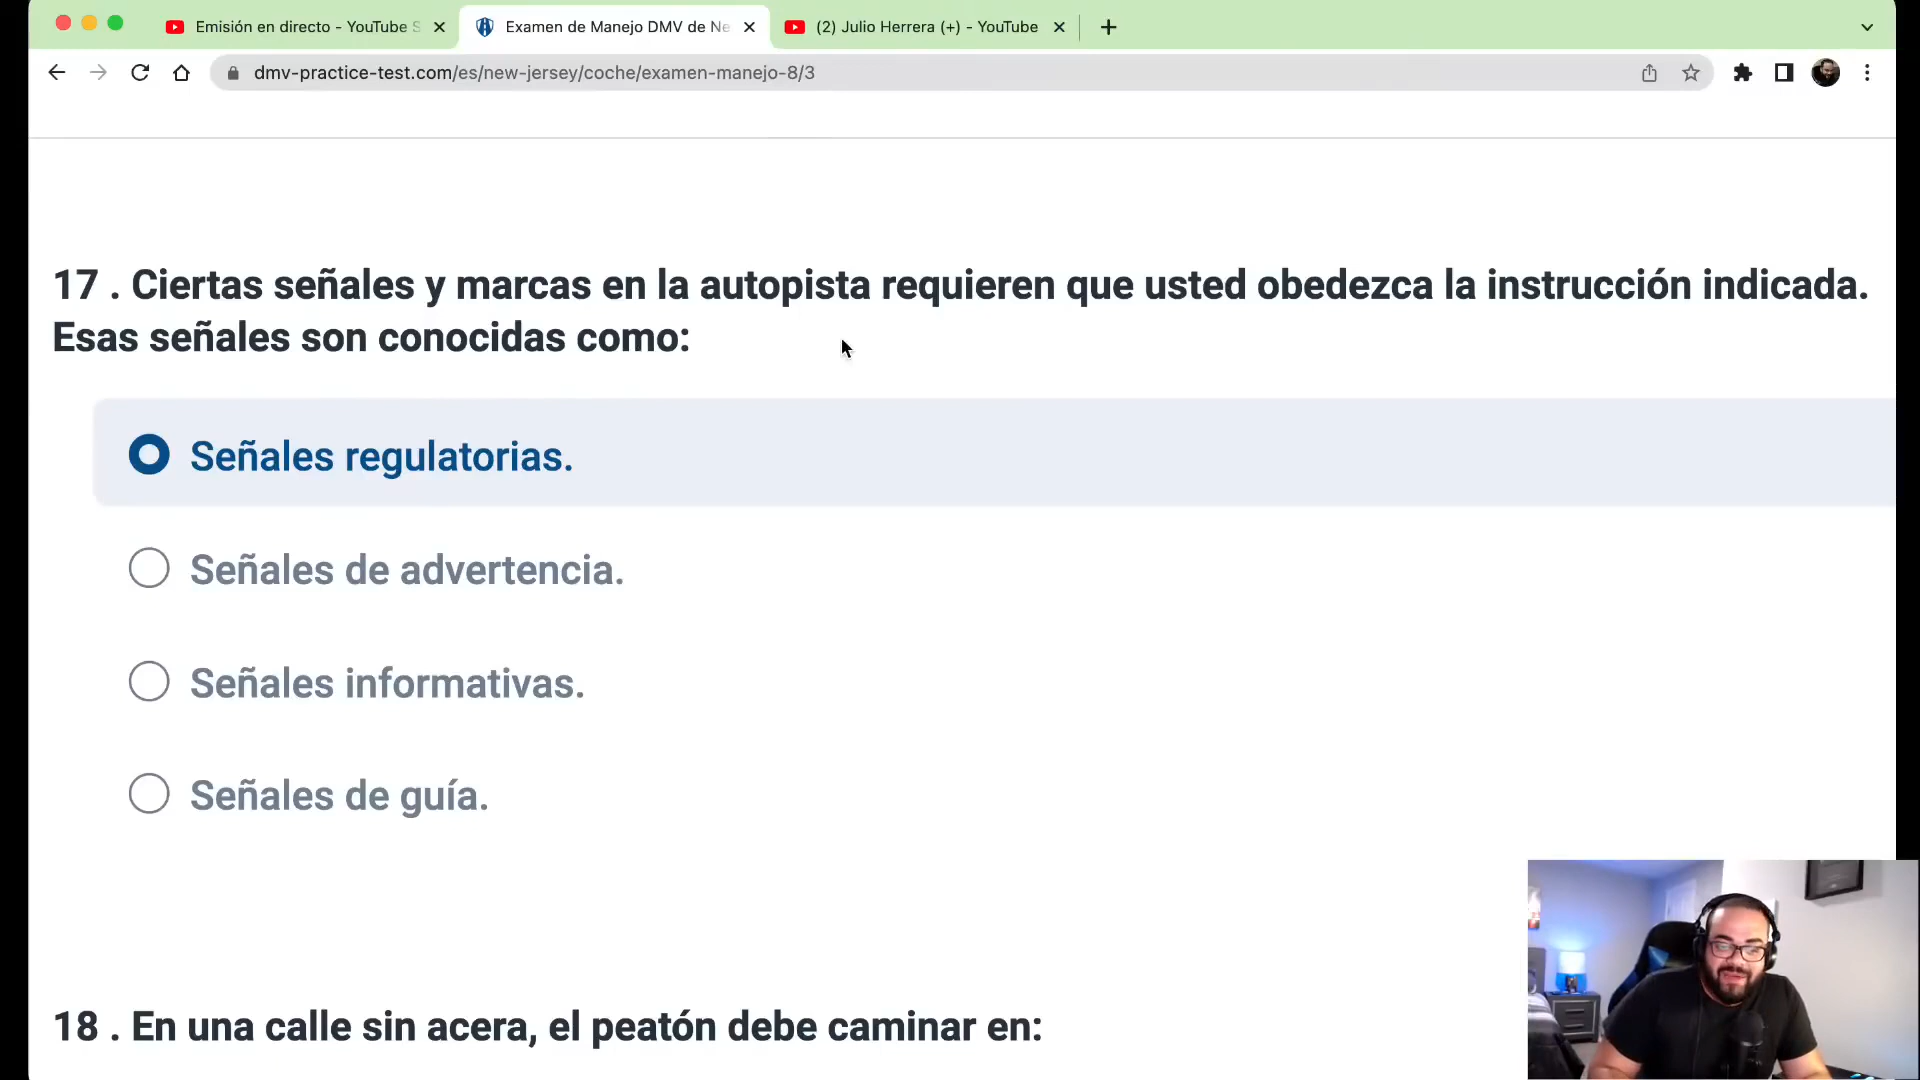 Emisión en directo - YouTube S
Examen de Manejo DMV de Ne
(2) Julio Herrera (+) - YouTube
dmv-practice-test.com/es/new-jersey/coche/examen-manejo-8/3
17 . Ciertas señales y marcas en la autopista requieren que usted obedezca la instrucción indicada.
Esas señales son conocidas como:
Señales regulatorias.
Señales de advertencia.
Señales informativas.
Señales de guía.
18 . En una calle sin acera, el peatón debe caminar en: